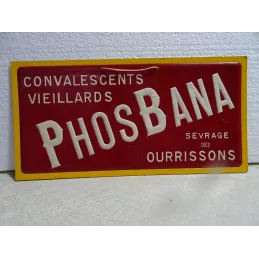 CONVALESCENTS
VIEILLARDS
PHOSBANA
SEVRAGE
DES
OURRISSONS